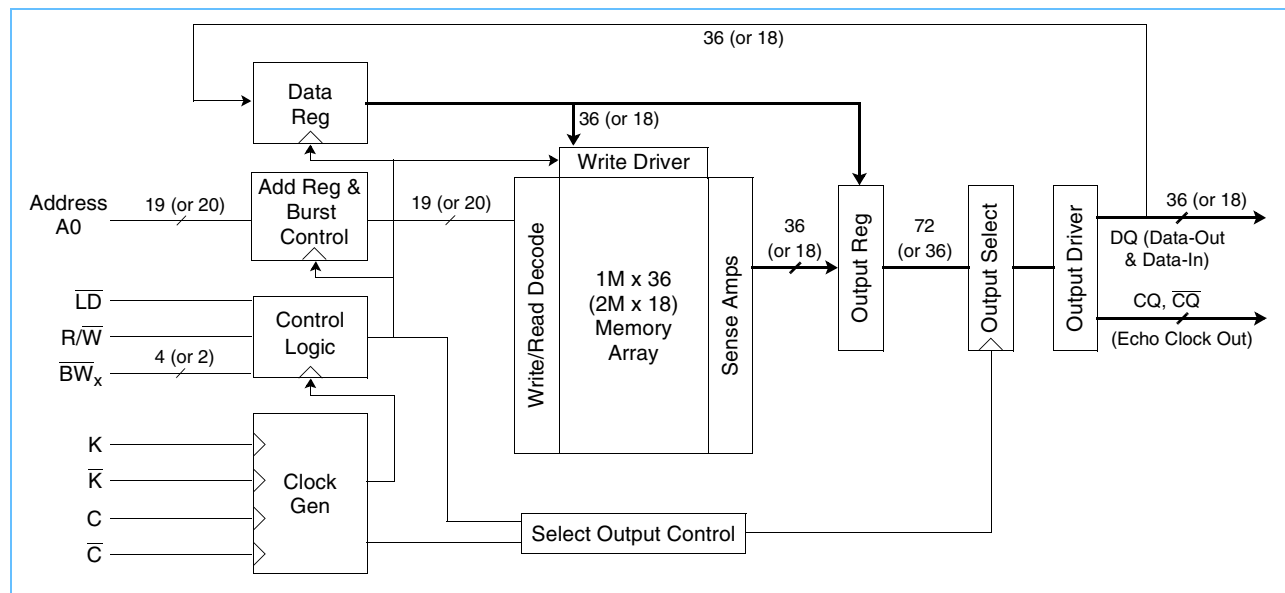 36 (or 18)
Data
Reg
36 (or 18)
Write Driver
Address
A0
19 (or 20)
Add Reg &
Burst
Control
19 (or 20)
Write/Read Decode
1M x 36
(2M x 18)
Memory
Array
Sense Amps
36
(or 18)
Output Reg
72
(or 36)
Output Select
Output Driver
36 (or 18)
DQ (Data-Out
& Data-In)
CQ, C̅Q̅
(Echo Clock Out)
L̅D̅
R/W̅
B̅W̅x
4 (or 2)
Control
Logic
K
K̅
C
C̅
Clock
Gen
Select Output Control